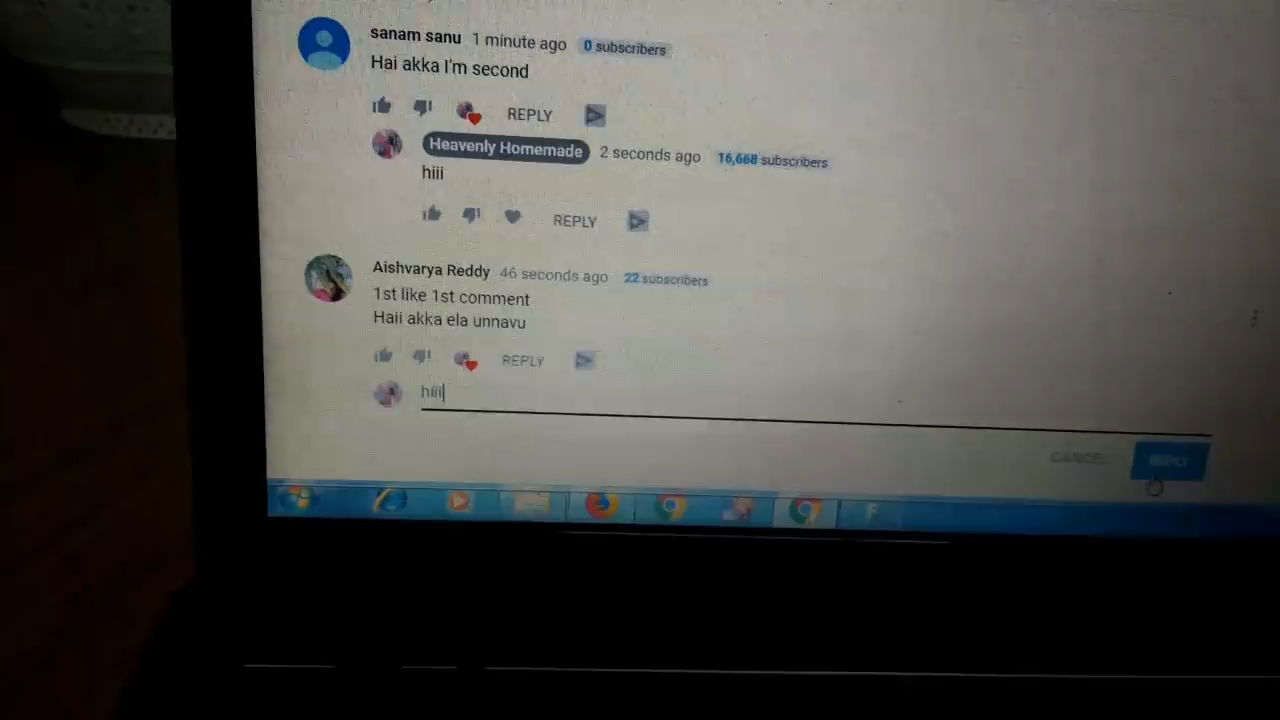 sanam sanu 1 minute ago 0 subscribers
Hai akka I'm second
REPLY
Heavenly Homemade 2 seconds ago 16,668 subscribers
hiii
REPLY
Aishvarya Reddy 46 seconds ago 22 subscribers
1st like 1st comment
Haii akka ela unnavu
REPLY
hiii
CANCEL REPLY
F